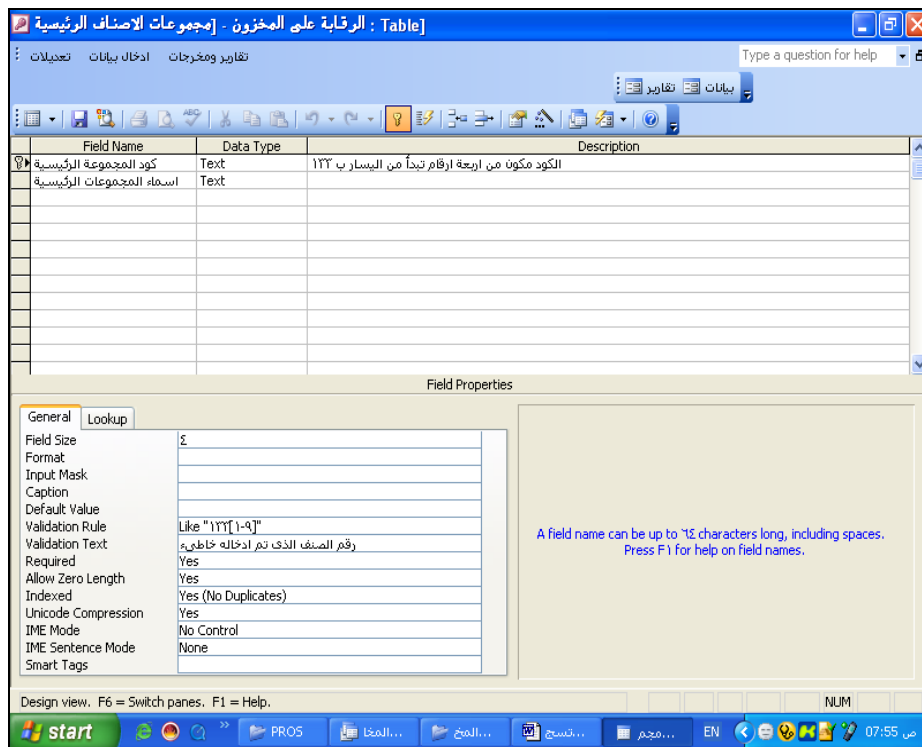 الرقابة على المخزون - [مجموعات الاصناف الرئيسية : Table]
تعديلات ادخال بيانات تقارير ومخرجات
Type a question for help
بيانات تقارير
Field Name Data Type Description
كود المجموعة الرئيسية Text الكود مكون من اربعة ارقام تبدأ من اليسار ب ١٣٣
اسماء المجموعات الرئيسية Text
Field Properties
General Lookup
Field Size ٤
Format
Input Mask
Caption
Default Value
Validation Rule Like "١٣٣[١-٩]"
Validation Text رقم الصنف الذى تم ادخاله خاطىء
Required Yes
Allow Zero Length Yes
Indexed Yes (No Duplicates)
Unicode Compression Yes
IME Mode No Control
IME Sentence Mode None
Smart Tags
A field name can be up to ٦٤ characters long, including spaces.
Press F١ for help on field names.
Design view. F6 = Switch panes. F1 = Help.
NUM
start PROS المخا... المخ... تسج... مجم... EN 07:55 ص